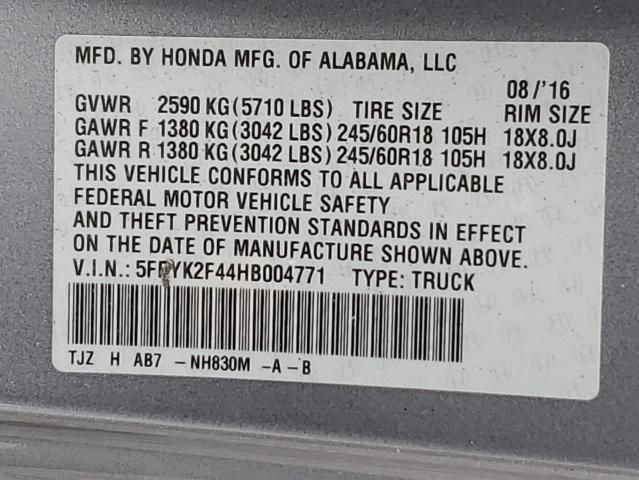 MFD. BY HONDA MFG. OF ALABAMA, LLC
08/'16
GVWR 2590 KG(5710 LBS) TIRE SIZE RIM SIZE
GAWR F 1380 KG(3042 LBS) 245/60R18 105H 18X8.0J
GAWR R 1380 KG(3042 LBS) 245/60R18 105H 18X8.0J
THIS VEHICLE CONFORMS TO ALL APPLICABLE
FEDERAL MOTOR VEHICLE SAFETY
AND THEFT PREVENTION STANDARDS IN EFFECT
ON THE DATE OF MANUFACTURE SHOWN ABOVE.
V.I.N.: 5FPYK2F44HB004771 TYPE: TRUCK
TJZ H AB7 -NH830M -A-B